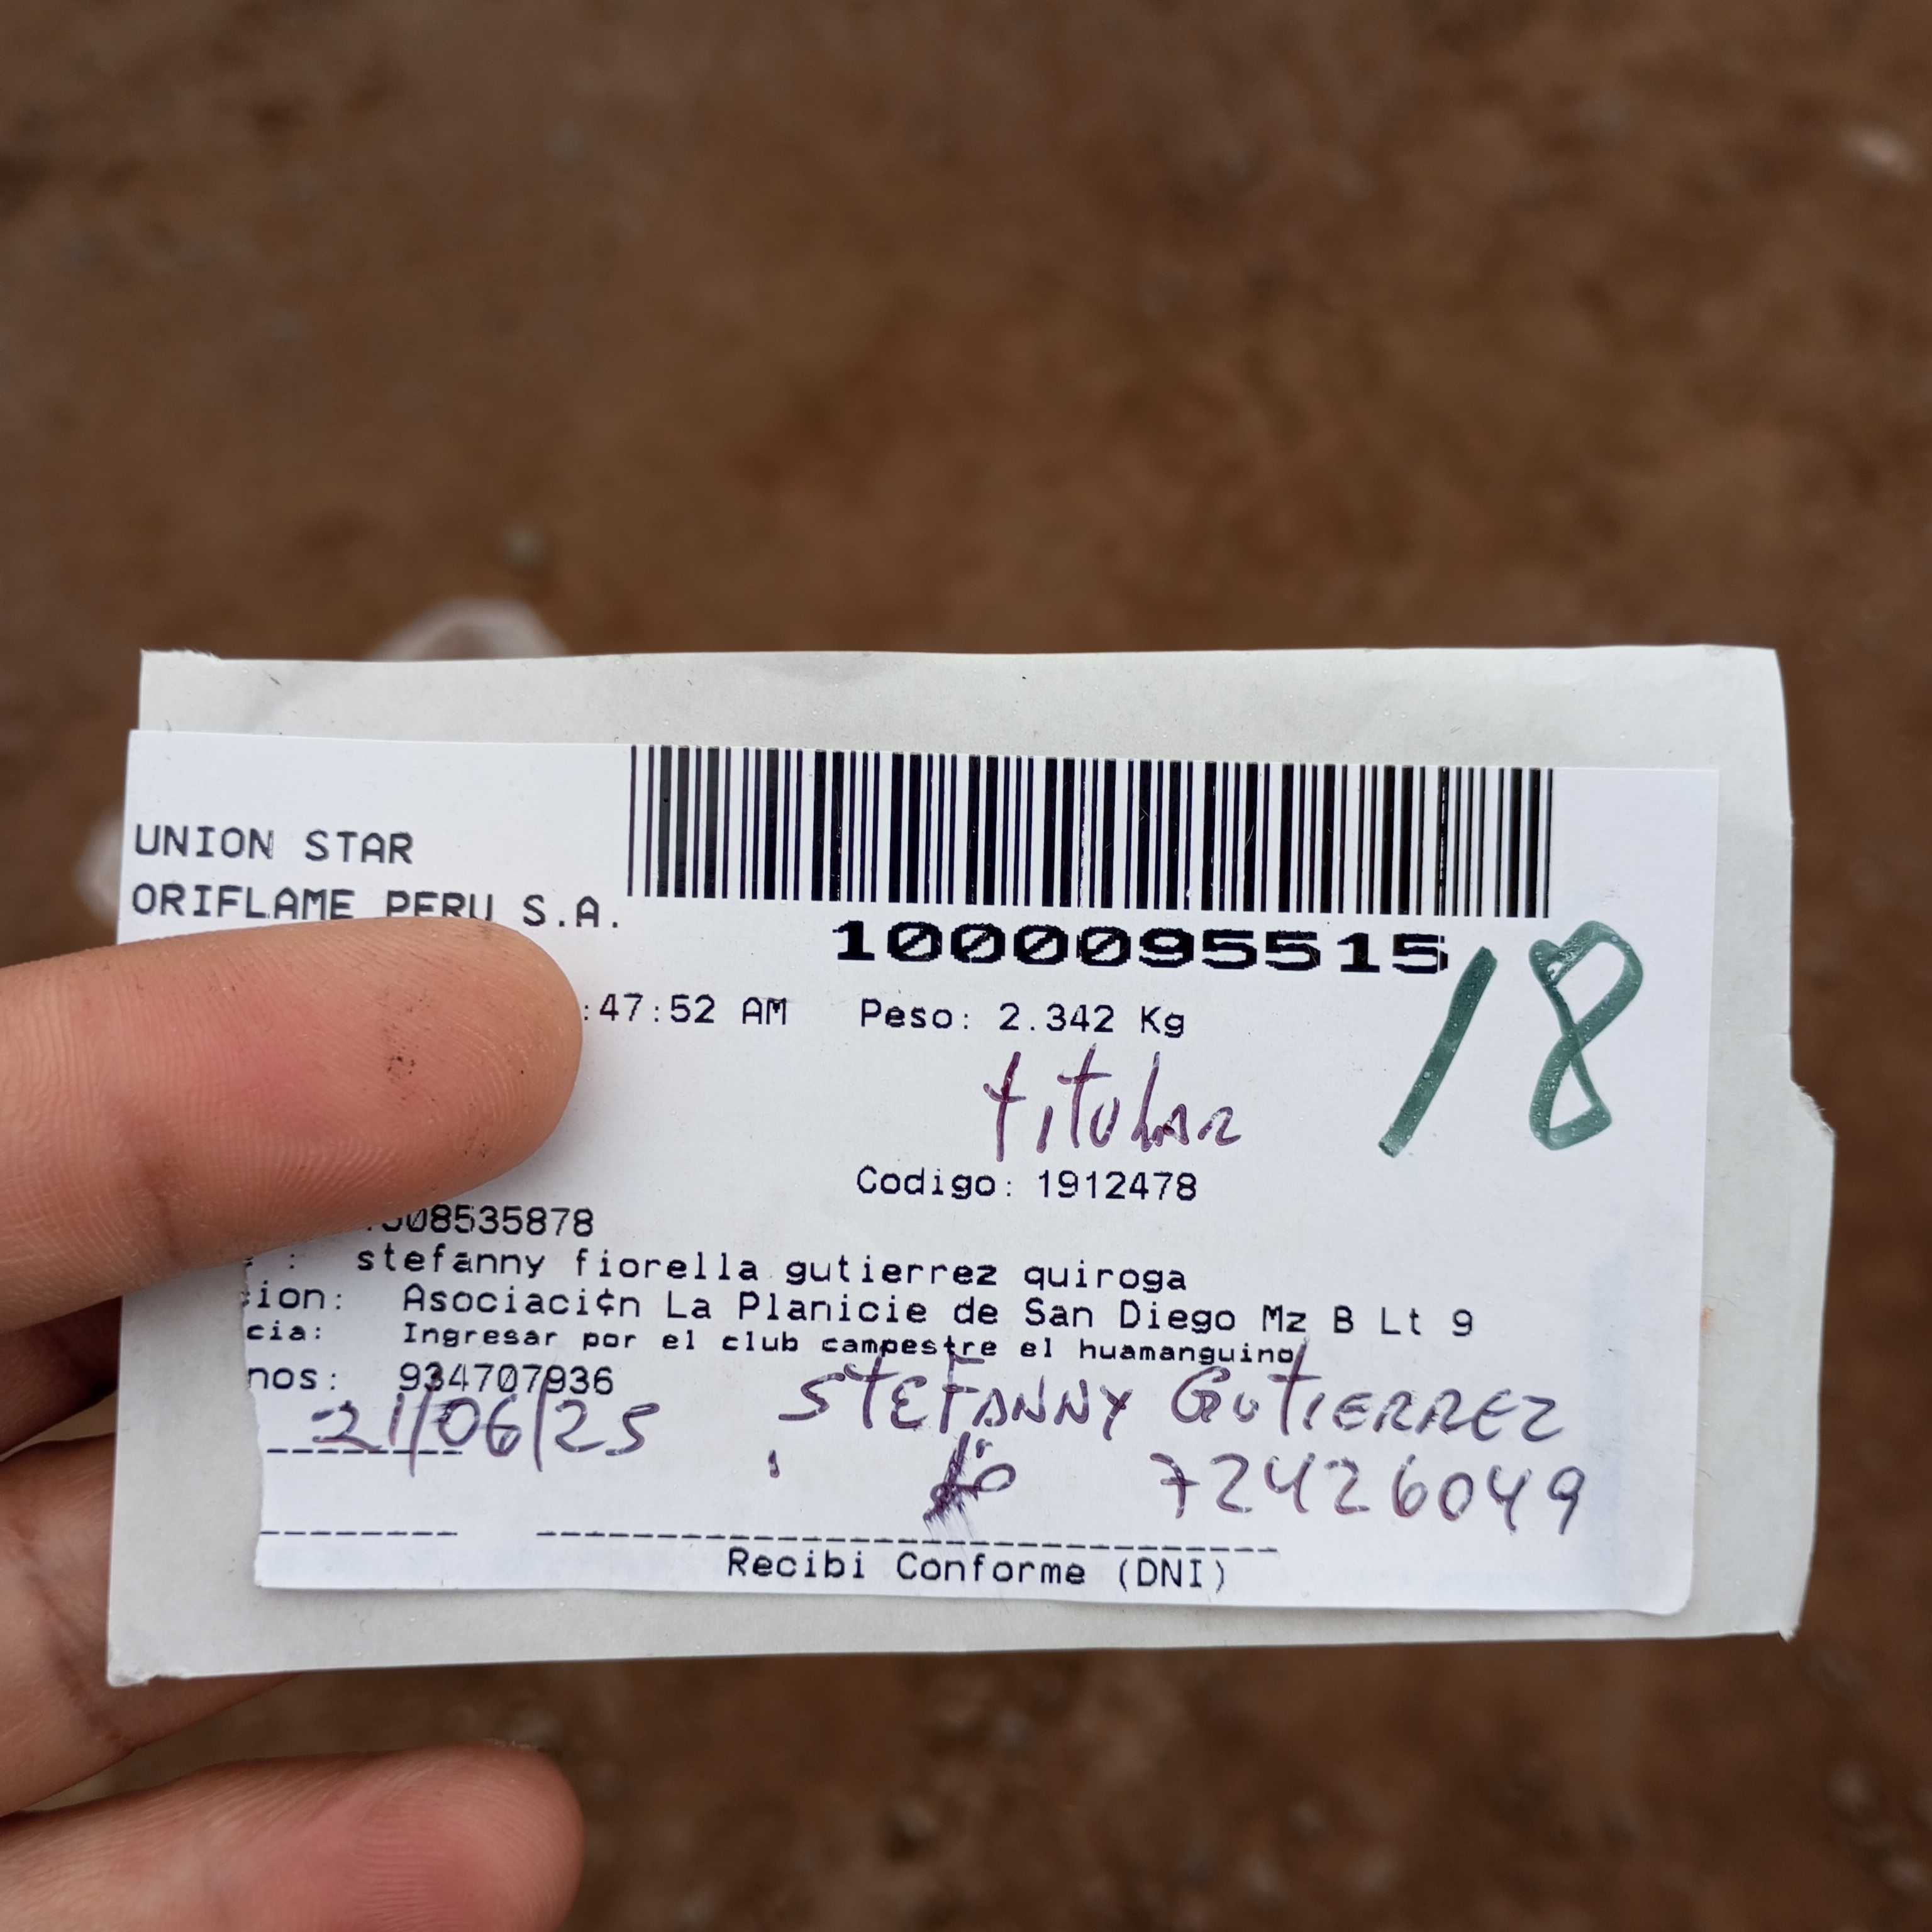 UNION STAR
ORIFLAME PERU S.A.
1000095515
18
:47:52 AM Peso: 2.342 Kg
titular
Codigo: 1912478
08535878
: stefanny fiorella gutierrez quiroga
ion: Asociaci¢n La Planicie de San Diego Mz B Lt 9
cia: Ingresar por el club campestre el huamanguino
nos: 934707936
21/06/25 STEFANNY GUTIERREZ
72426049
Recibi Conforme (DNI)